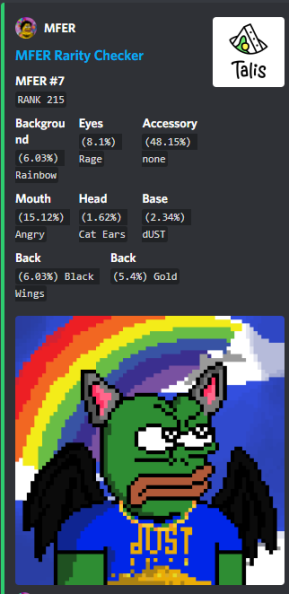 MFER
Talis
MFER Rarity Checker
MFER #7
RANK 215
Backgrou
nd
(6.03%)
Rainbow
Eyes
(8.1%)
Rage
Accessory
(48.15%)
none
Mouth
(15.12%)
Angry
Head
(1.62%)
Cat Ears
Base
(2.34%)
dUST
Back
(6.03%) Black
Wings
Back
(5.4%) Gold
dUST